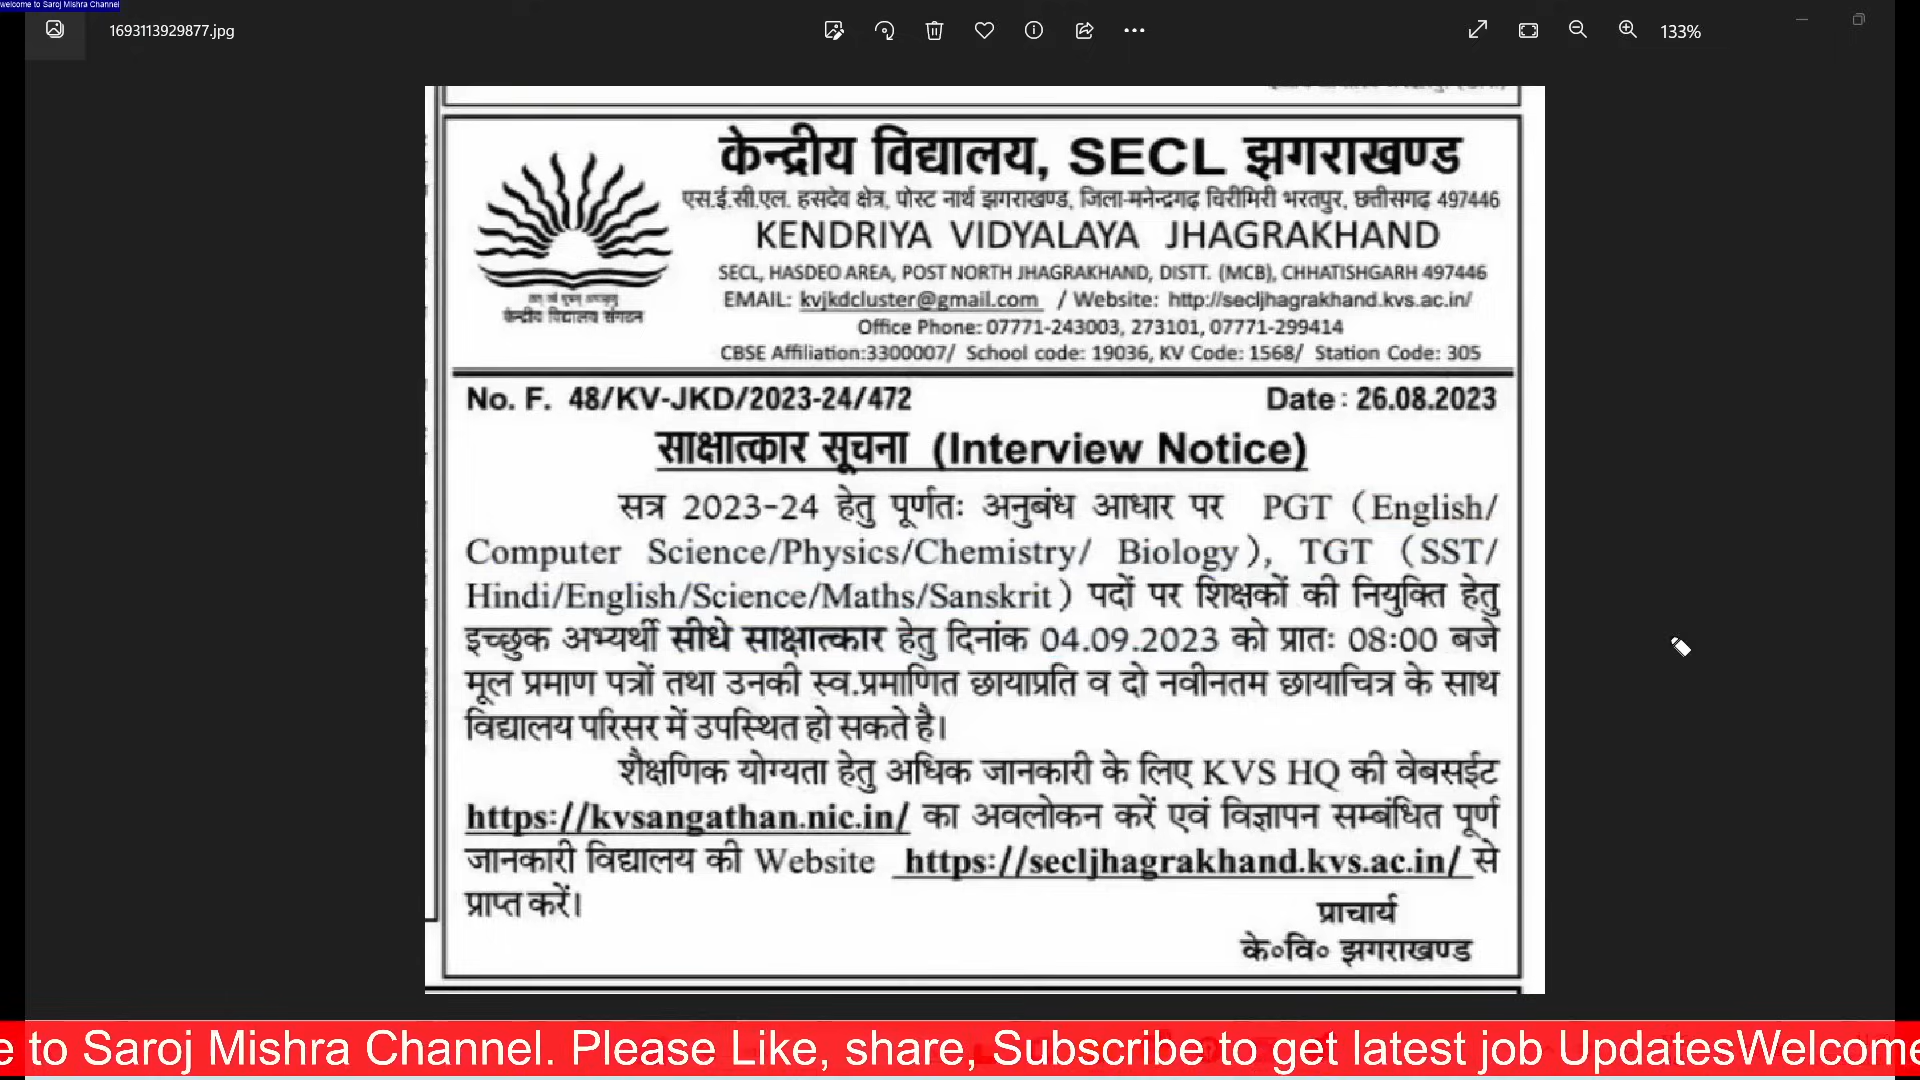 welcome to Saroj Mishra Channel
1693113929877.jpg
133%
केन्द्रीय विद्यालय, SECL झगराखण्ड
एस.ई.सी.एल. हसदेव क्षेत्र, पोस्ट नार्थ झगराखण्ड, जिला-मनेन्द्रगढ़ चिरीमिरी भरतपुर, छत्तीसगढ़ 497446
KENDRIYA VIDYALAYA JHAGRAKHAND
SECL, HASDEO AREA, POST NORTH JHAGRAKHAND, DISTT. (MCB), CHHATISHGARH 497446
EMAIL: kvjkdcluster@gmail.com / Website: http://secljhagrakhand.kvs.ac.in/
Office Phone: 07771-243003, 273101, 07771-299414
CBSE Affiliation:3300007/ School code: 19036, KV Code: 1568/ Station Code: 305
केन्द्रीय विद्यालय संगठन
No. F. 48/KV-JKD/2023-24/472 Date : 26.08.2023
साक्षात्कार सूचना (Interview Notice)
सत्र 2023-24 हेतु पूर्णतः अनुबंध आधार पर PGT (English/
Computer Science/Physics/Chemistry/ Biology), TGT (SST/
Hindi/English/Science/Maths/Sanskrit) पदों पर शिक्षकों की नियुक्ति हेतु
इच्छुक अभ्यर्थी सीधे साक्षात्कार हेतु दिनांक 04.09.2023 को प्रातः 08:00 बजे
मूल प्रमाण पत्रों तथा उनकी स्व.प्रमाणित छायाप्रति व दो नवीनतम छायाचित्र के साथ
विद्यालय परिसर में उपस्थित हो सकते है।
शैक्षणिक योग्यता हेतु अधिक जानकारी के लिए KVS HQ की वेबसईट
https://kvsangathan.nic.in/ का अवलोकन करें एवं विज्ञापन सम्बंधित पूर्ण
जानकारी विद्यालय की Website https://secljhagrakhand.kvs.ac.in/ से
प्राप्त करें।
प्राचार्य
के०वि० झगराखण्ड
e to Saroj Mishra Channel. Please Like, share, Subscribe to get latest job UpdatesWelcome